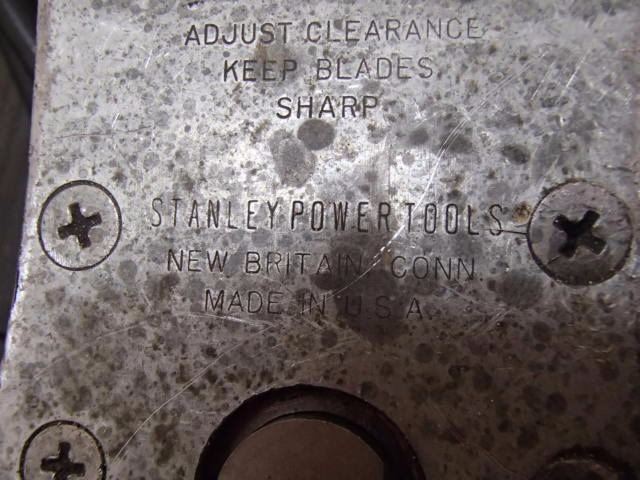 ADJUST CLEARANCE
KEEP BLADES
SHARP
STANLEY POWER TOOLS
NEW BRITAIN, CONN.
MADE IN U.S.A.